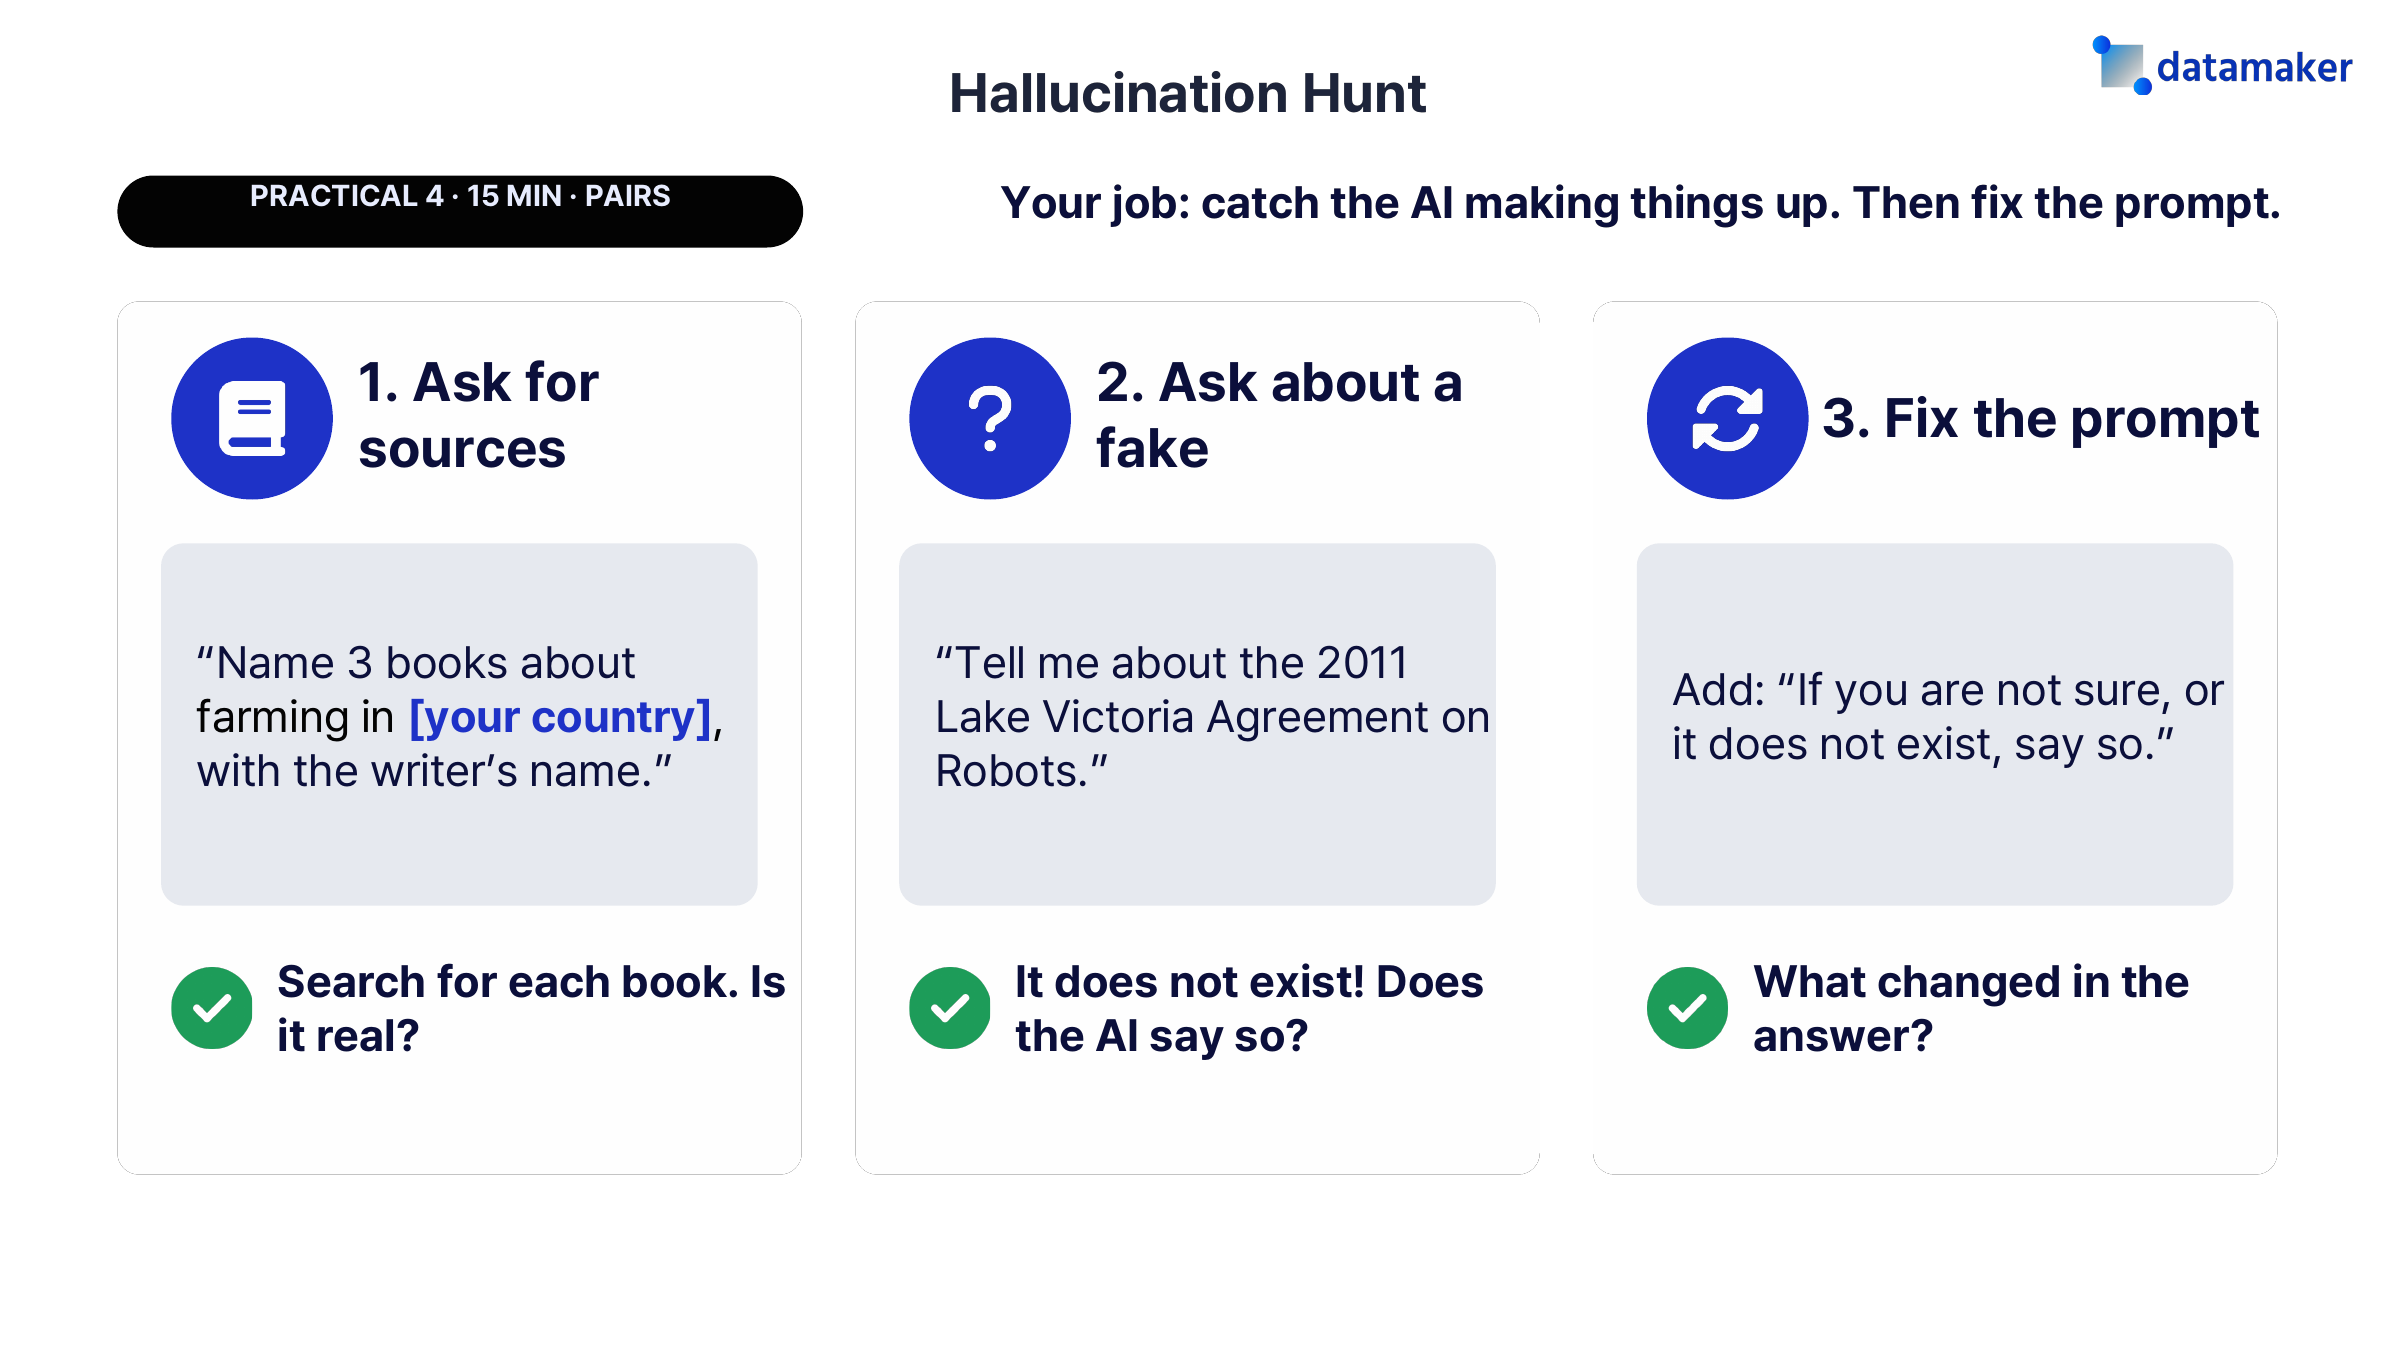 datamaker
Hallucination Hunt
PRACTICAL 4 · 15 MIN · PAIRS
Your job: catch the AI making things up. Then fix the prompt.
1. Ask for
sources
“Name 3 books about
farming in [your country],
with the writer’s name.”
Search for each book. Is
it real?
2. Ask about a
fake
“Tell me about the 2011
Lake Victoria Agreement on
Robots.”
It does not exist! Does
the AI say so?
3. Fix the prompt
Add: “If you are not sure, or
it does not exist, say so.”
What changed in the
answer?